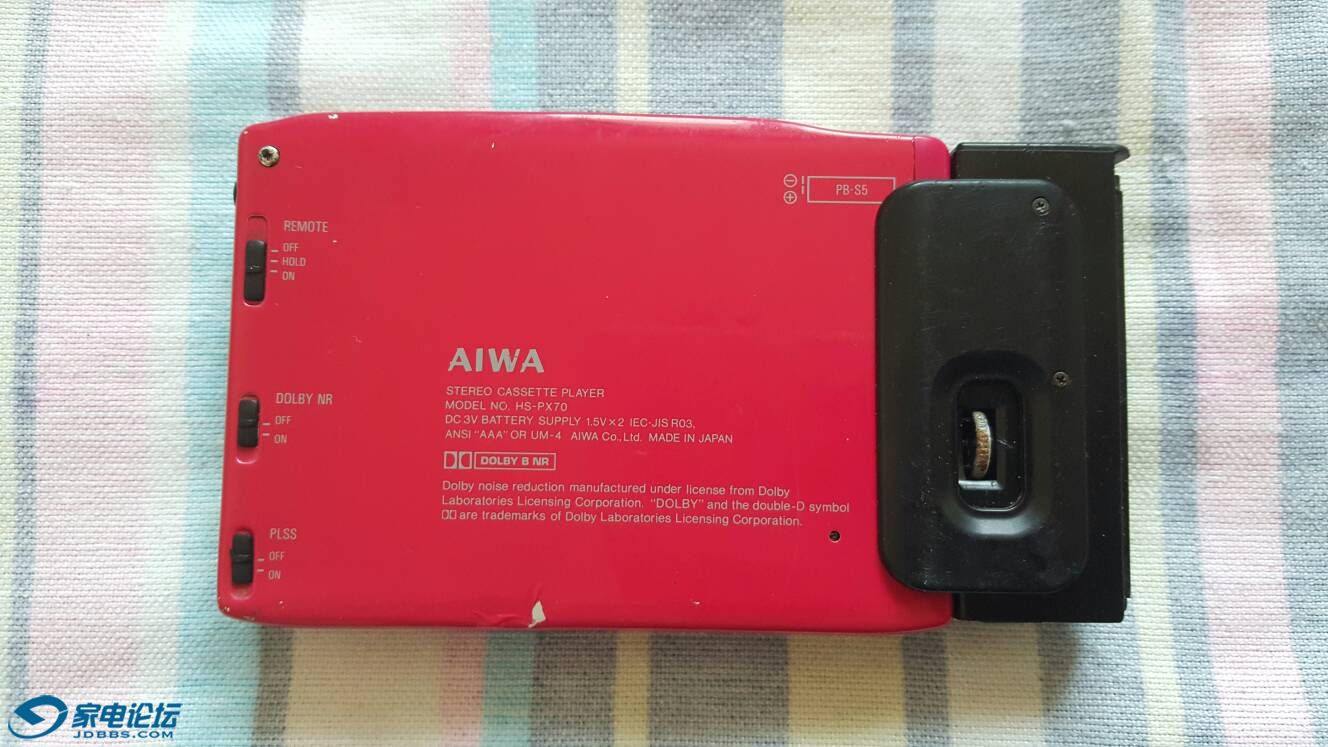 ⊖
⊕
PB-S5
REMOTE
OFF
HOLD
ON
AIWA
STEREO CASSETTE PLAYER
MODEL NO. HS-PX70
DC 3V BATTERY SUPPLY 1.5V×2 IEC·JIS R03,
ANSI "AAA" OR UM-4 AIWA Co., Ltd. MADE IN JAPAN
DOLBY B NR
Dolby noise reduction manufactured under license from Dolby
Laboratories Licensing Corporation. "DOLBY" and the double-D symbol
are trademarks of Dolby Laboratories Licensing Corporation.
DOLBY NR
OFF
ON
PLSS
OFF
ON
家电论坛
JDBBS.COM